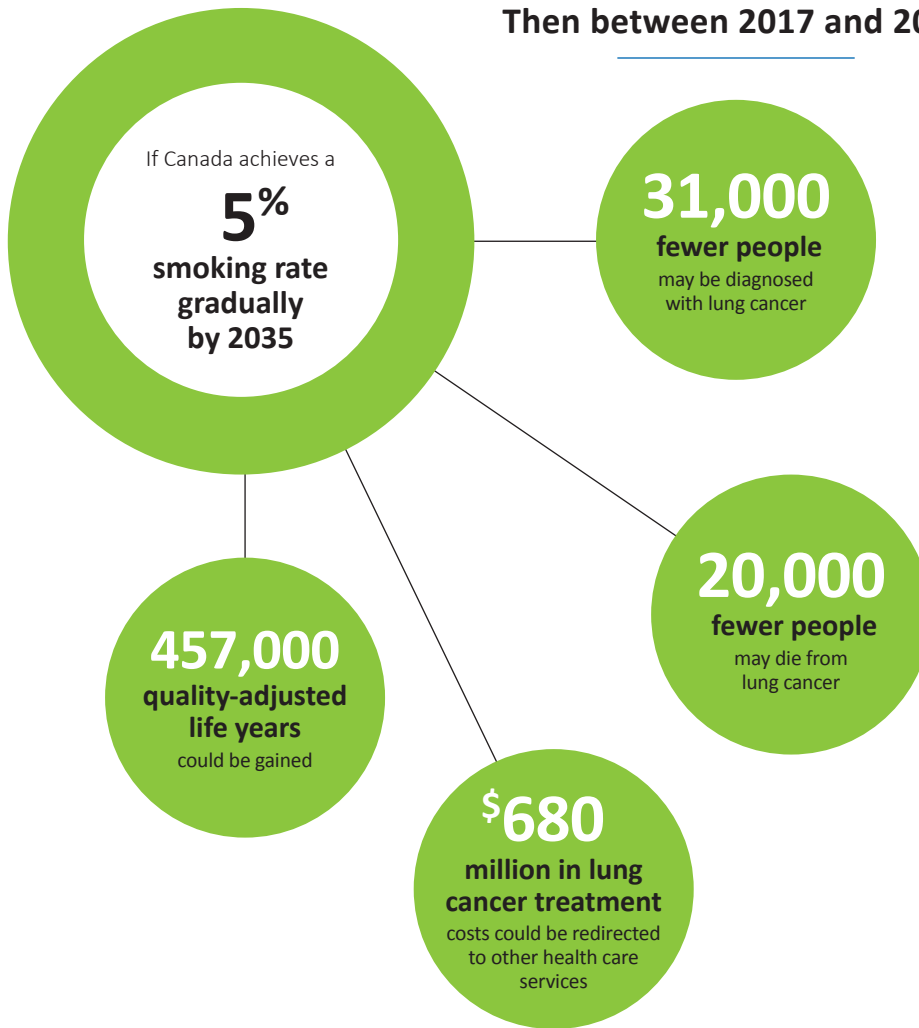 Then between 2017 and 20
If Canada achieves a
5%
smoking rate
gradually
by 2035
31,000
fewer people
may be diagnosed
with lung cancer
20,000
fewer people
may die from
lung cancer
457,000
quality-adjusted
life years
could be gained
$680
million in lung
cancer treatment
costs could be redirected
to other health care
services